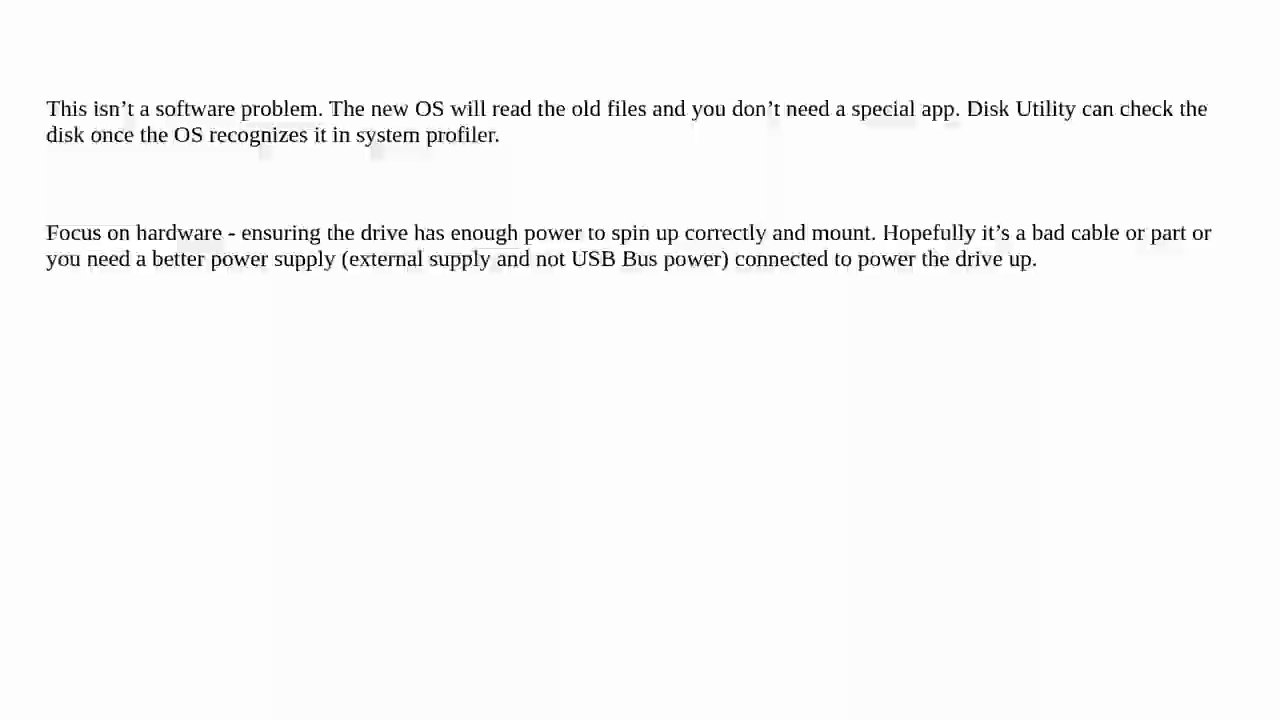 This isn’t a software problem. The new OS will read the old files and you don’t need a special app. Disk Utility can check the
disk once the OS recognizes it in system profiler.
Focus on hardware - ensuring the drive has enough power to spin up correctly and mount. Hopefully it’s a bad cable or part or
you need a better power supply (external supply and not USB Bus power) connected to power the drive up.